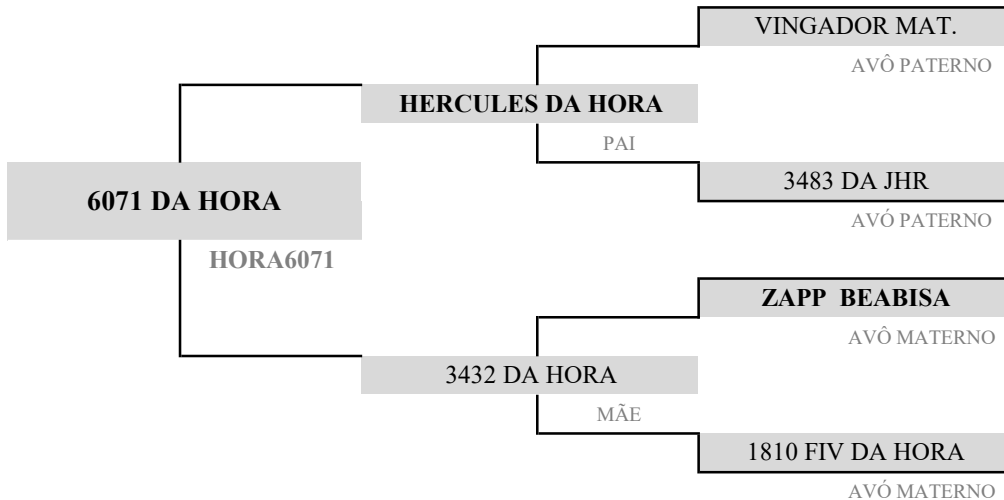 VINGADOR MAT.
AVÔ PATERNO
HERCULES DA HORA
PAI
3483 DA JHR
AVÓ PATERNO
6071 DA HORA
HORA6071
ZAPP BEABISA
AVÔ MATERNO
3432 DA HORA
MÃE
1810 FIV DA HORA
AVÓ MATERNO